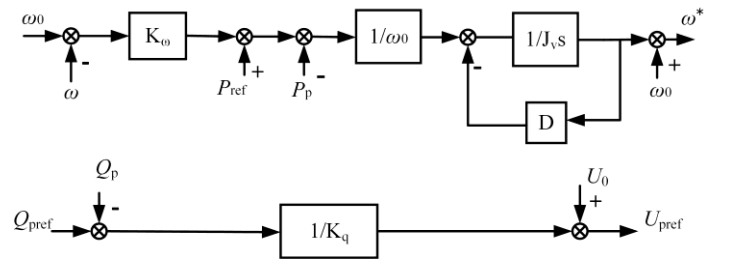 ω0 Kω 1/ω0 1/Jvs ω*
- + - - +
ω Pref Pp ω0
D
Qp U0
- +
Qpref 1/Kq Upref